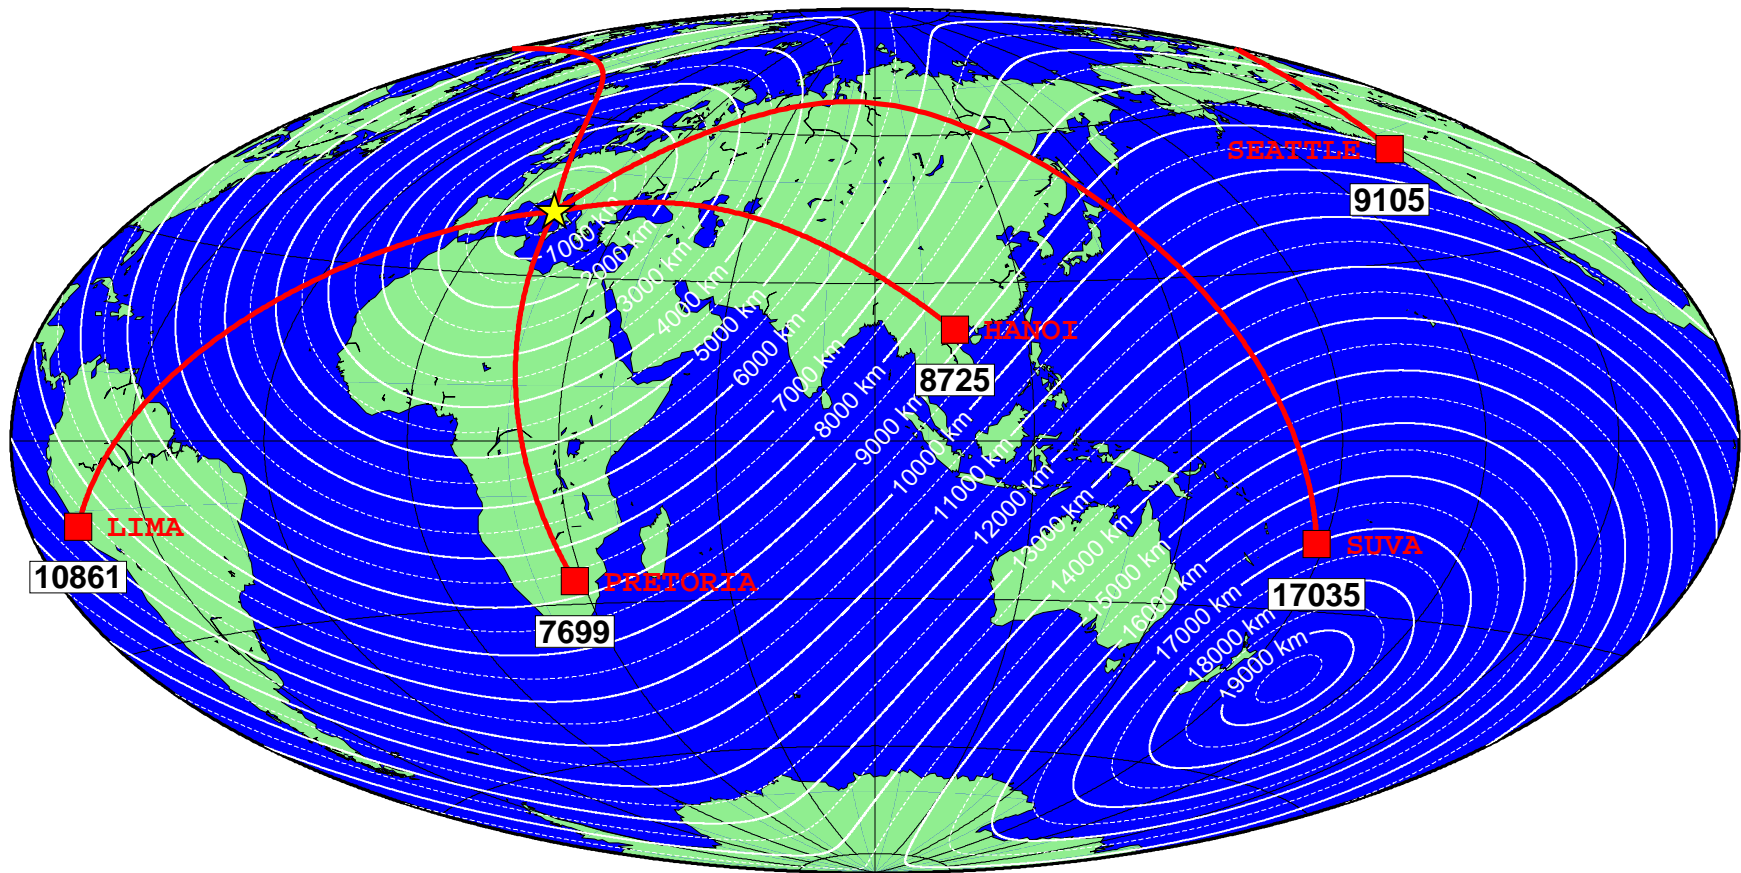 SEATTLE
9105
1000 km
2000 km
3000 km
4000 km
5000 km
6000 km
7000 km
8000 km
9000 km
10000 km
11000 km
12000 km
13000 km
14000 km
15000 km
16000 km
17000 km
18000 km
19000 km
HANOI
8725
LIMA
10861
SUVA
17035
PRETORIA
7699